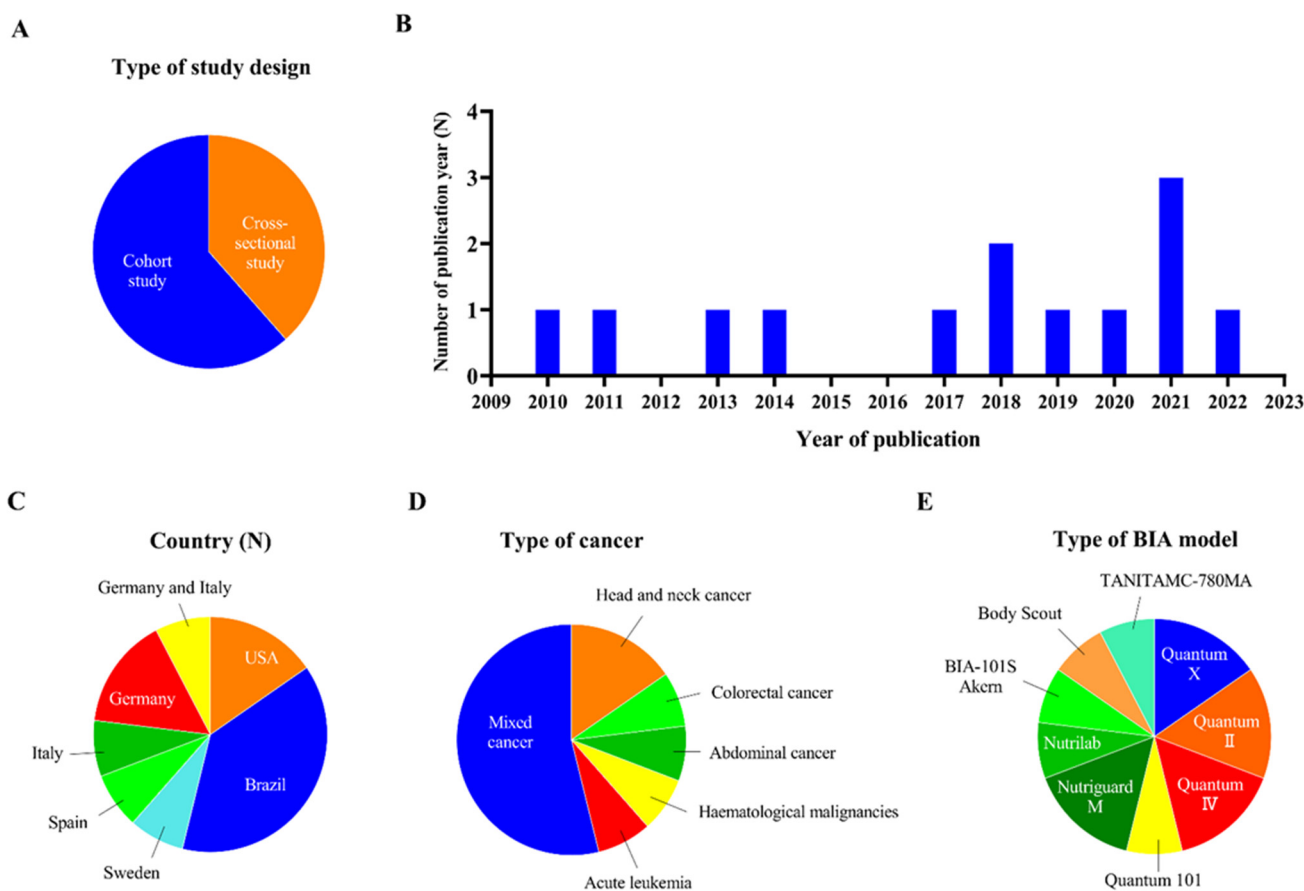 A
Type of study design
Cross-
sectional
study
Cohort
study
B
Number of publication year (N)
4
3
2
1
0
2009 2010 2011 2012 2013 2014 2015 2016 2017 2018 2019 2020 2021 2022 2023
Year of publication
C
Country (N)
Germany and Italy
USA
Germany
Italy
Brazil
Spain
Sweden
D
Type of cancer
Head and neck cancer
Colorectal cancer
Mixed
cancer
Abdominal cancer
Haematological malignancies
Acute leukemia
E
Type of BIA model
TANITAMC-780MA
Body Scout
Quantum
X
BIA-101S
Akern
Quantum
II
Nutrilab
Nutriguard
M
Quantum
IV
Quantum 101